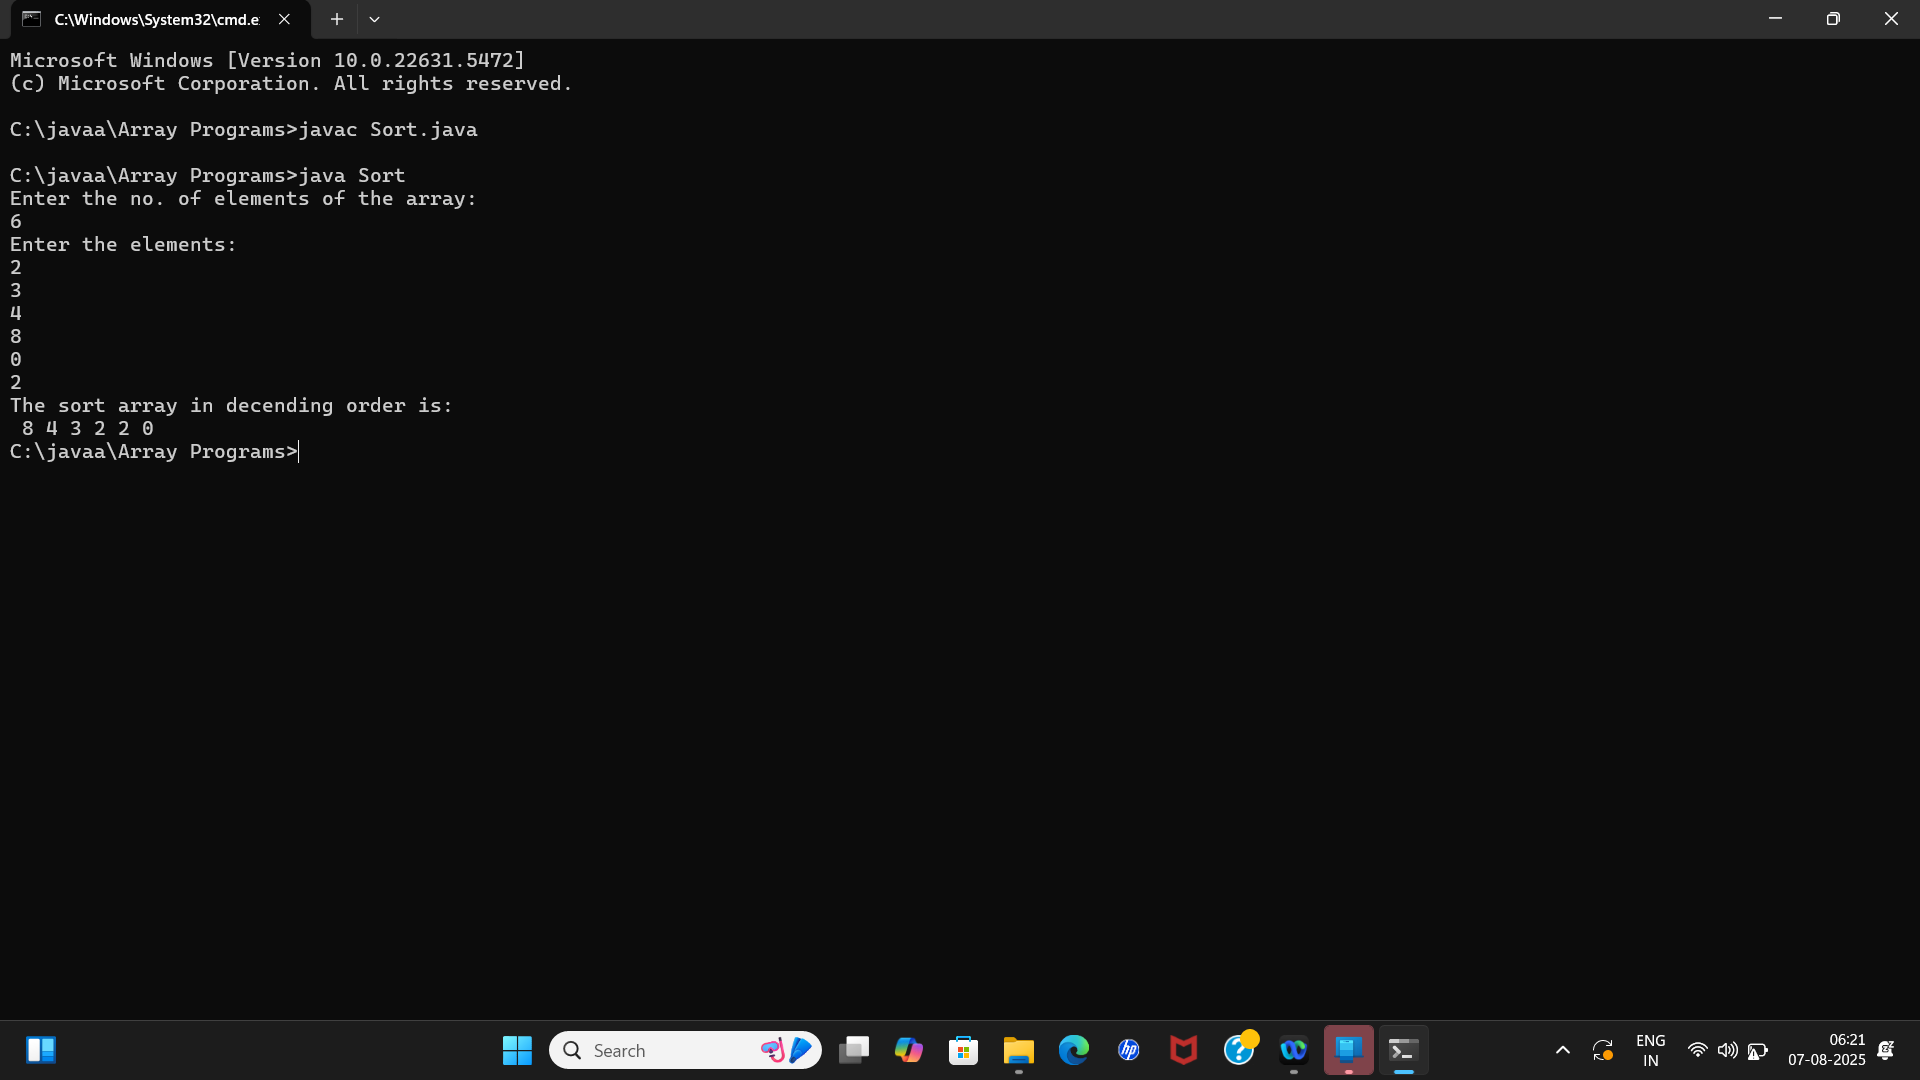 C:\Windows\System32\cmd.e
Microsoft Windows [Version 10.0.22631.5472]
(c) Microsoft Corporation. All rights reserved.
C:\javaa\Array Programs>javac Sort.java
C:\javaa\Array Programs>java Sort
Enter the no. of elements of the array:
6
Enter the elements:
2
3
4
8
0
2
The sort array in decending order is:
8 4 3 2 2 0
C:\javaa\Array Programs>
Search
hp
ENG
IN
06:21
07-08-2025